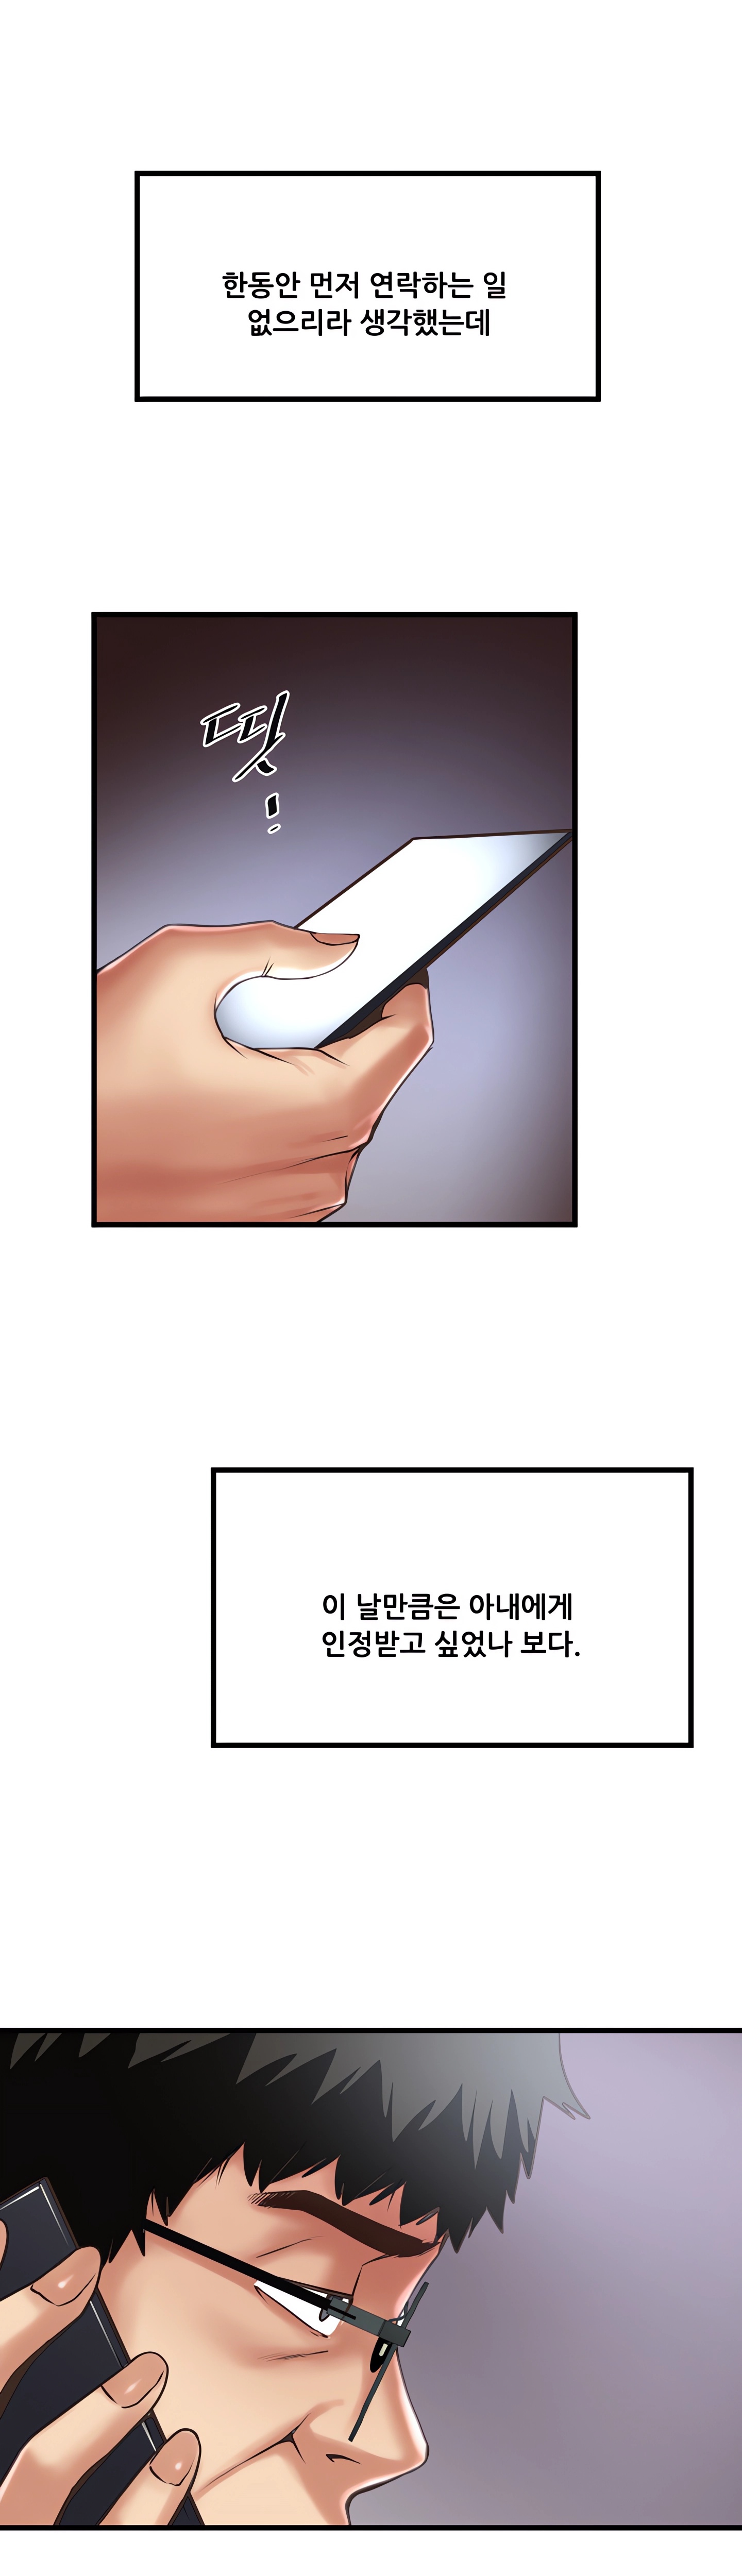 한동안 먼저 연락하는 일
없으리라 생각했는데
띳
이 날만큼은 아내에게
인정받고 싶었나 보다.